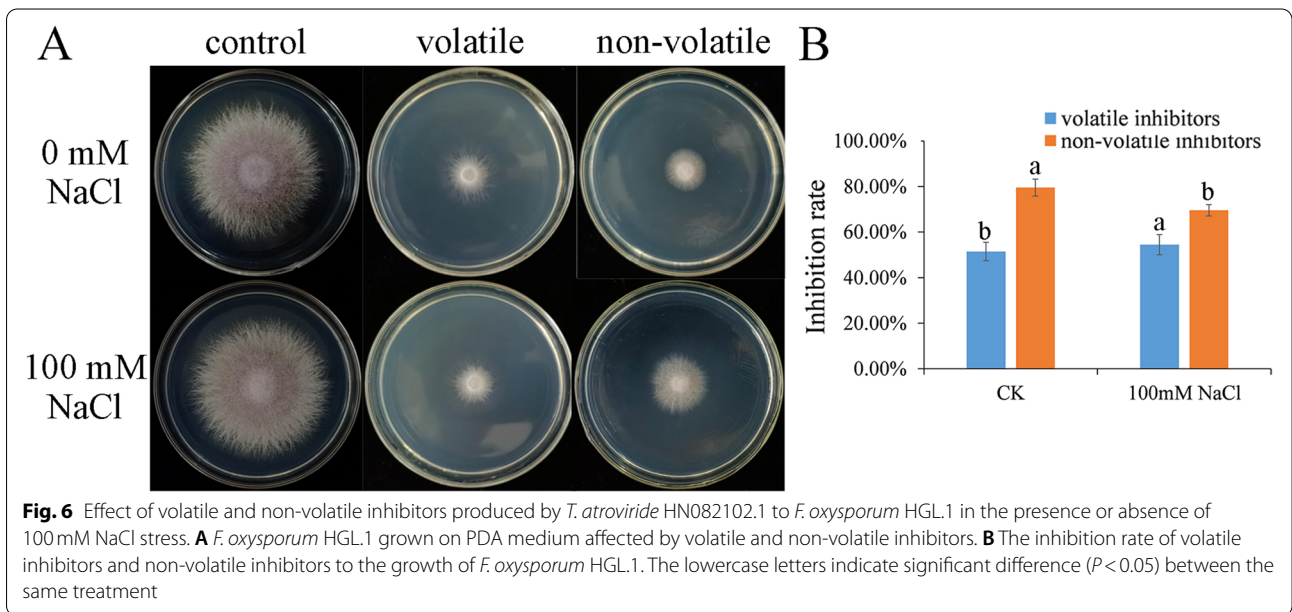 A
control
volatile
non-volatile
B
0 mM
NaCl
100 mM
NaCl
volatile inhibitors
non-volatile inhibitors
100.00%
80.00%
60.00%
40.00%
20.00%
0.00%
Inhibition rate
b
a
a
b
CK
100mM NaCl
Fig. 6 Effect of volatile and non-volatile inhibitors produced by T. atroviride HN082102.1 to F. oxysporum HGL.1 in the presence or absence of
100 mM NaCl stress. A F. oxysporum HGL.1 grown on PDA medium affected by volatile and non-volatile inhibitors. B The inhibition rate of volatile
inhibitors and non-volatile inhibitors to the growth of F. oxysporum HGL.1. The lowercase letters indicate significant difference (P < 0.05) between the
same treatment